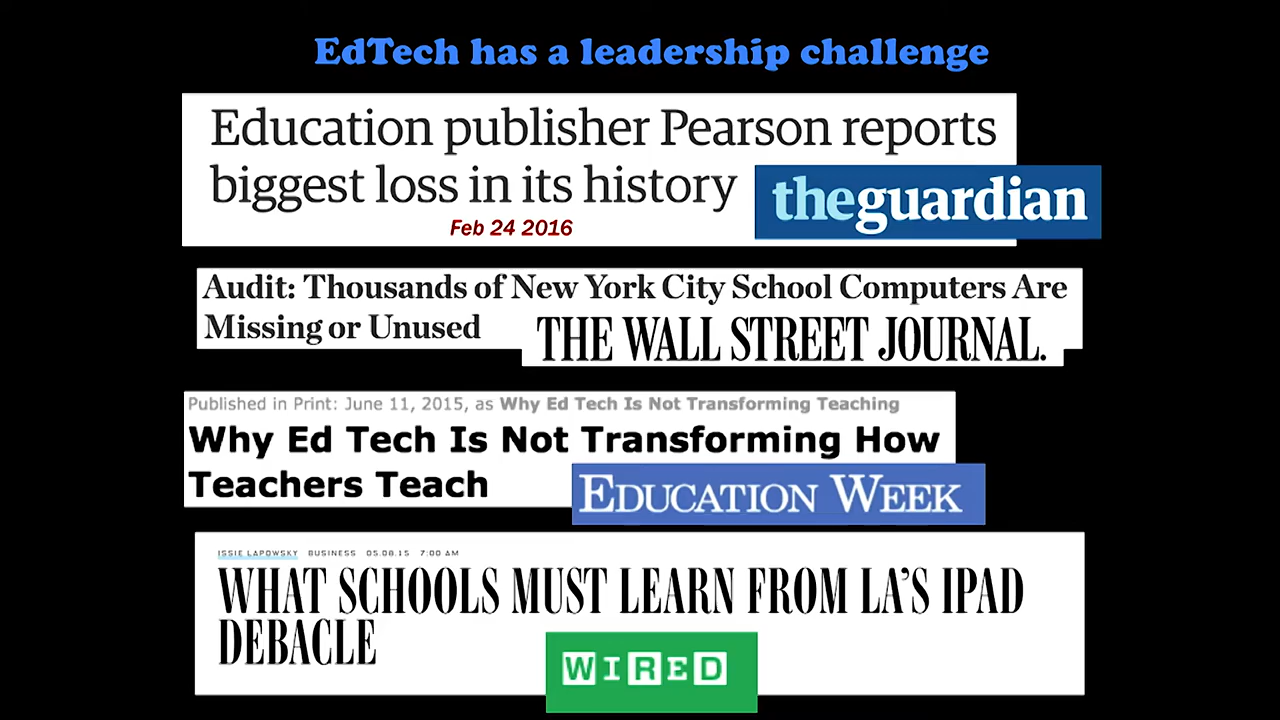 EdTech has a leadership challenge
Education publisher Pearson reports
biggest loss in its history
theguardian
Feb 24 2016
Audit: Thousands of New York City School Computers Are
Missing or Unused
THE WALL STREET JOURNAL.
Published in Print: June 11, 2015, as Why Ed Tech Is Not Transforming Teaching
Why Ed Tech Is Not Transforming How
Teachers Teach
EDUCATION WEEK
ISSIE LAPOWSKY BUSINESS 05.08.15 7:00 AM
WHAT SCHOOLS MUST LEARN FROM LA'S IPAD
DEBACLE
WIRED